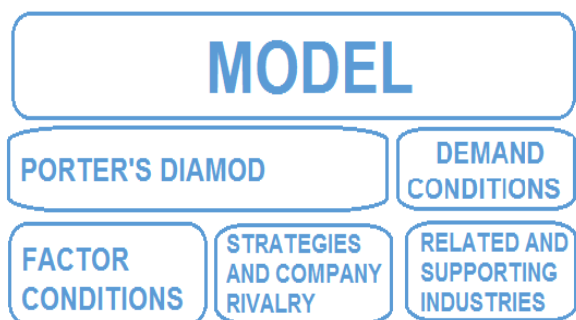 MODEL
PORTER'S DIAMOD
DEMAND
CONDITIONS
FACTOR
CONDITIONS
STRATEGIES
AND COMPANY
RIVALRY
RELATED AND
SUPPORTING
INDUSTRIES